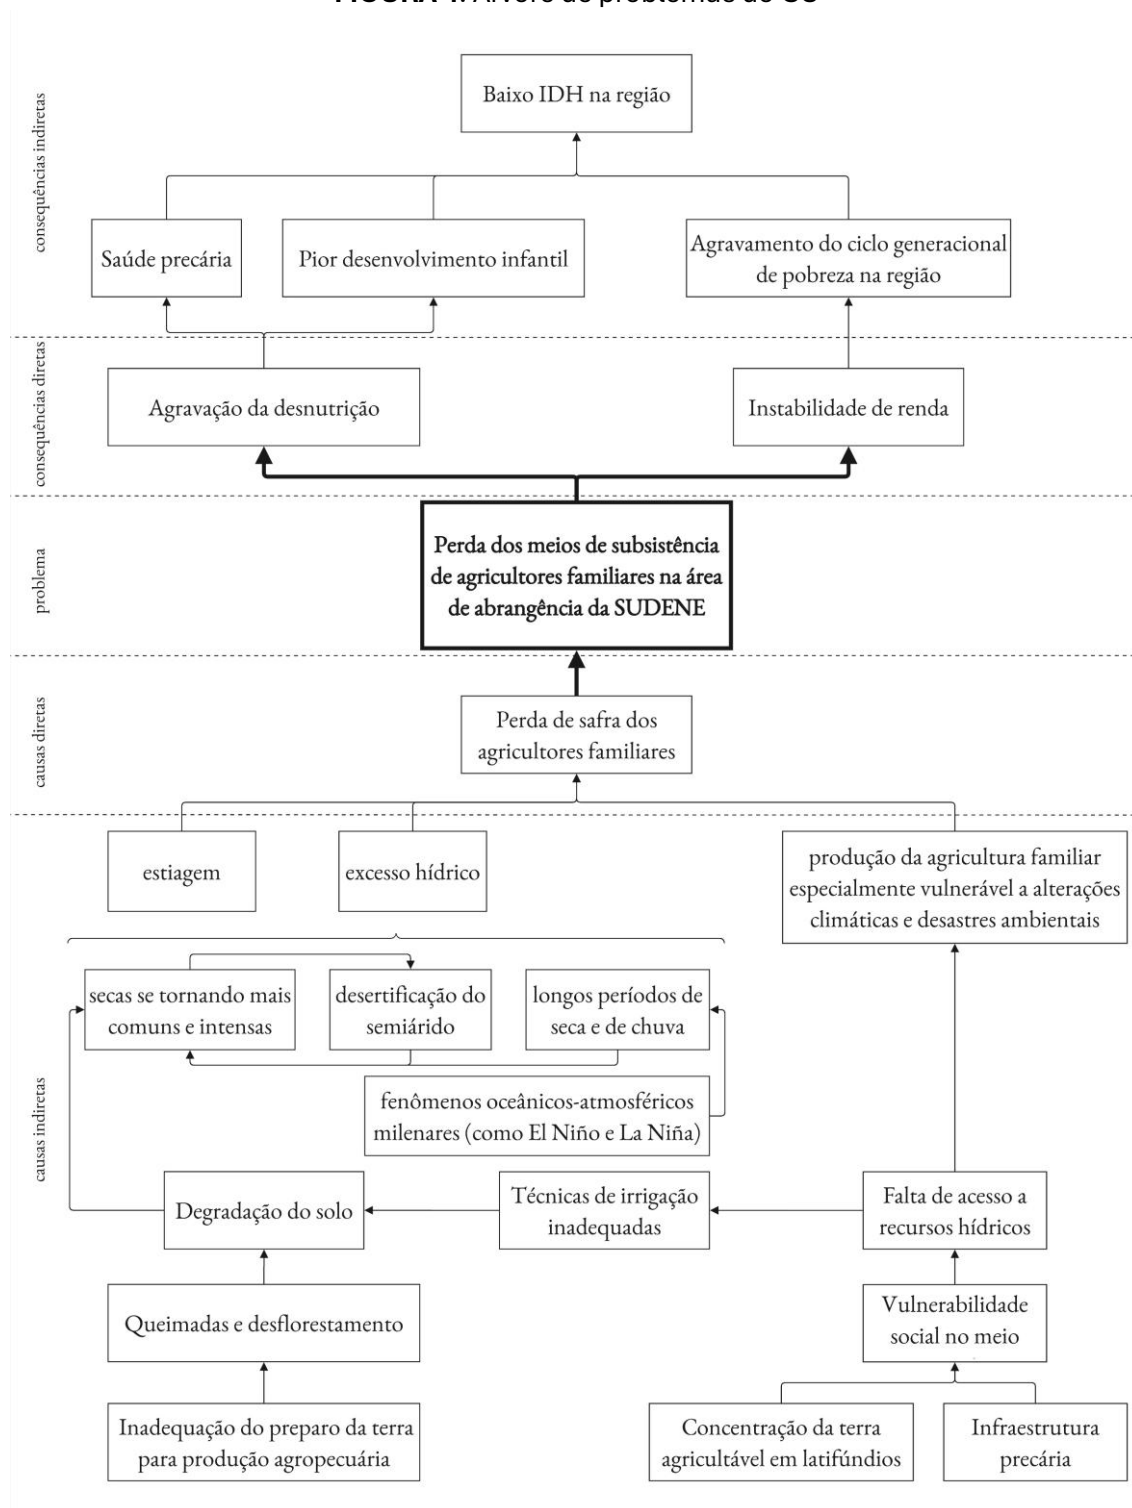 Baixo IDH na região
consequências indiretas
Saúde precária
Pior desenvolvimento infantil
Agravamento do ciclo generacional
de pobreza na região
consequências diretas
Agravação da desnutrição
Instabilidade de renda
problema
Perda dos meios de subsistência
de agricultores familiares na área
de abrangência da SUDENE
causas diretas
Perda de safra dos
agricultores familiares
estiagem
excesso hídrico
produção da agricultura familiar
especialmente vulnerável a alterações
climáticas e desastres ambientais
causas indiretas
secas se tornando mais
comuns e intensas
desertificação do
semiárido
longos períodos de
seca e de chuva
fenômenos oceânicos-atmosféricos
milenares (como El Niño e La Niña)
Degradação do solo
Técnicas de irrigação
inadequadas
Falta de acesso a
recursos hídricos
Queimadas e desflorestamento
Vulnerabilidade
social no meio
Inadequação do preparo da terra
para produção agropecuária
Concentração da terra
agricultável em latifúndios
Infraestrutura
precária